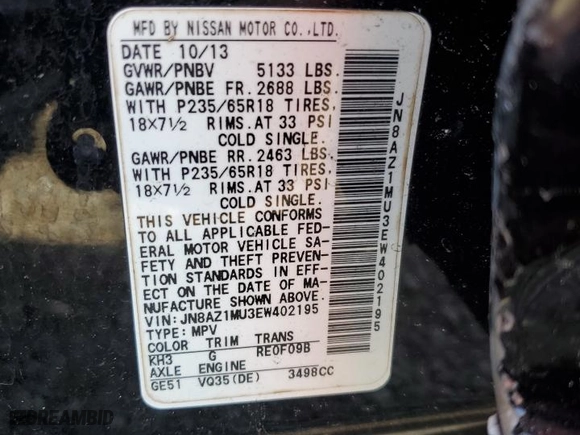 MFD BY NISSAN MOTOR CO.,LTD.
DATE 10/13
GVWR/PNBV 5133 LBS.
GAWR/PNBE FR. 2688 LBS.
WITH P235/65R18 TIRES.
18X7½ RIMS. AT 33 PSI
COLD SINGLE.
GAWR/PNBE RR. 2463 LBS.
WITH P235/65R18 TIRES.
18X7½ RIMS. AT 33 PSI
COLD SINGLE.
THIS VEHICLE CONFORMS
TO ALL APPLICABLE FED-
ERAL MOTOR VEHICLE SA-
FETY AND THEFT PREVEN-
TION STANDARDS IN EFF-
ECT ON THE DATE OF MA-
NUFACTURE SHOWN ABOVE.
VIN: JN8AZ1MU3EW402195
TYPE: MPV
COLOR TRIM TRANS
KH3 G RE0F09B
AXLE ENGINE
GE51 VQ35(DE) 3498CC
JN8AZ1MU3EW402195
DREAMBID